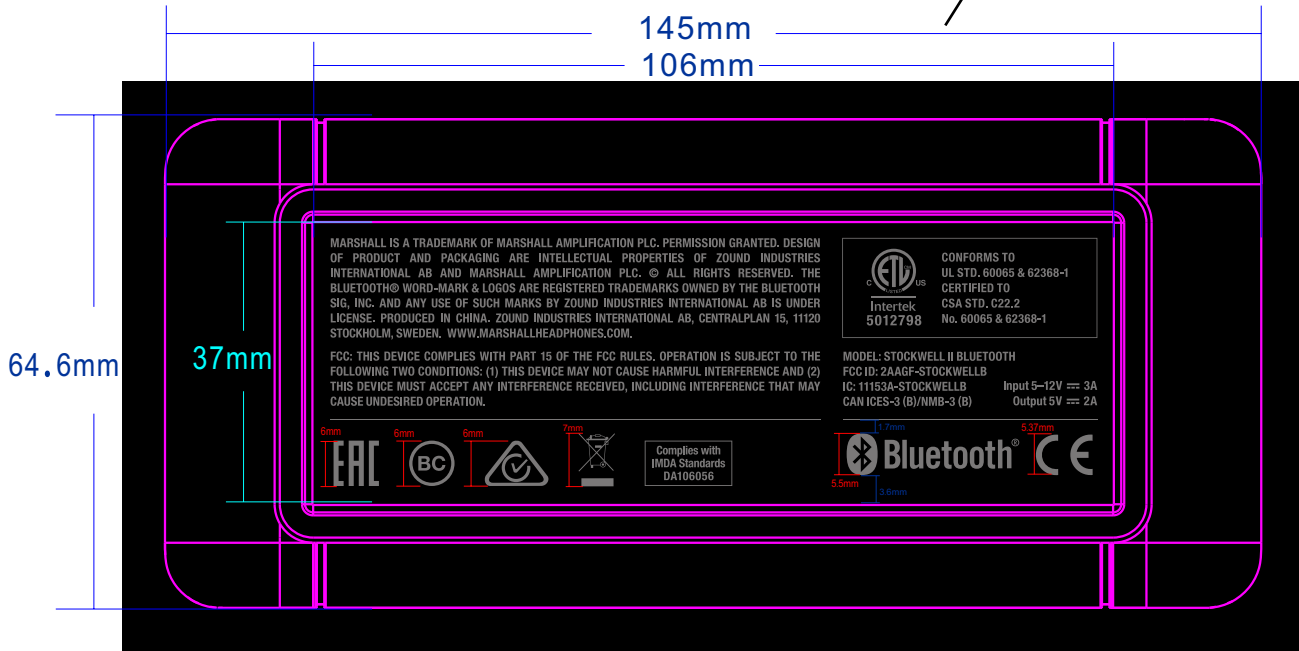 145mm
106mm
64.6mm
37mm
MARSHALL IS A TRADEMARK OF MARSHALL AMPLIFICATION PLC. PERMISSION GRANTED. DESIGN
OF PRODUCT AND PACKAGING ARE INTELLECTUAL PROPERTIES OF ZOUND INDUSTRIES
INTERNATIONAL AB AND MARSHALL AMPLIFICATION PLC. © ALL RIGHTS RESERVED. THE
BLUETOOTH® WORD-MARK & LOGOS ARE REGISTERED TRADEMARKS OWNED BY THE BLUETOOTH
SIG, INC. AND ANY USE OF SUCH MARKS BY ZOUND INDUSTRIES INTERNATIONAL AB IS UNDER
LICENSE. PRODUCED IN CHINA. ZOUND INDUSTRIES INTERNATIONAL AB, CENTRALPLAN 15, 11120
STOCKHOLM, SWEDEN. WWW.MARSHALLHEADPHONES.COM.
FCC: THIS DEVICE COMPLIES WITH PART 15 OF THE FCC RULES. OPERATION IS SUBJECT TO THE
FOLLOWING TWO CONDITIONS: (1) THIS DEVICE MAY NOT CAUSE HARMFUL INTERFERENCE AND (2)
THIS DEVICE MUST ACCEPT ANY INTERFERENCE RECEIVED, INCLUDING INTERFERENCE THAT MAY
CAUSE UNDESIRED OPERATION.
C ETL US
LISTED
Intertek
5012798
CONFORMS TO
UL STD. 60065 & 62368-1
CERTIFIED TO
CSA STD. C22.2
No. 60065 & 62368-1
MODEL: STOCKWELL II BLUETOOTH
FCC ID: 2AAGF-STOCKWELLB
IC: 11153A-STOCKWELLB
CAN ICES-3 (B)/NMB-3 (B)
Input 5–12V ⎓ 3A
Output 5V ⎓ 2A
6mm
EAC
6mm
BC
6mm
7mm
Complies with
IMDA Standards
DA106056
1.7mm
5.5mm
3.6mm
Bluetooth®
5.37mm
CE